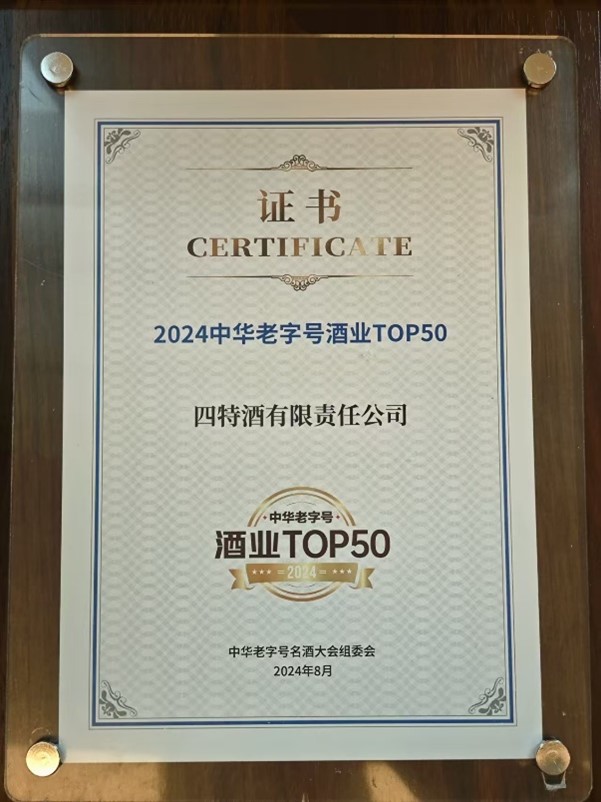 证书
CERTIFICATE
2024中华老字号酒业TOP50
四特酒有限责任公司
中华老字号
酒业TOP50
2024
中华老字号名酒大会组委会
2024年8月